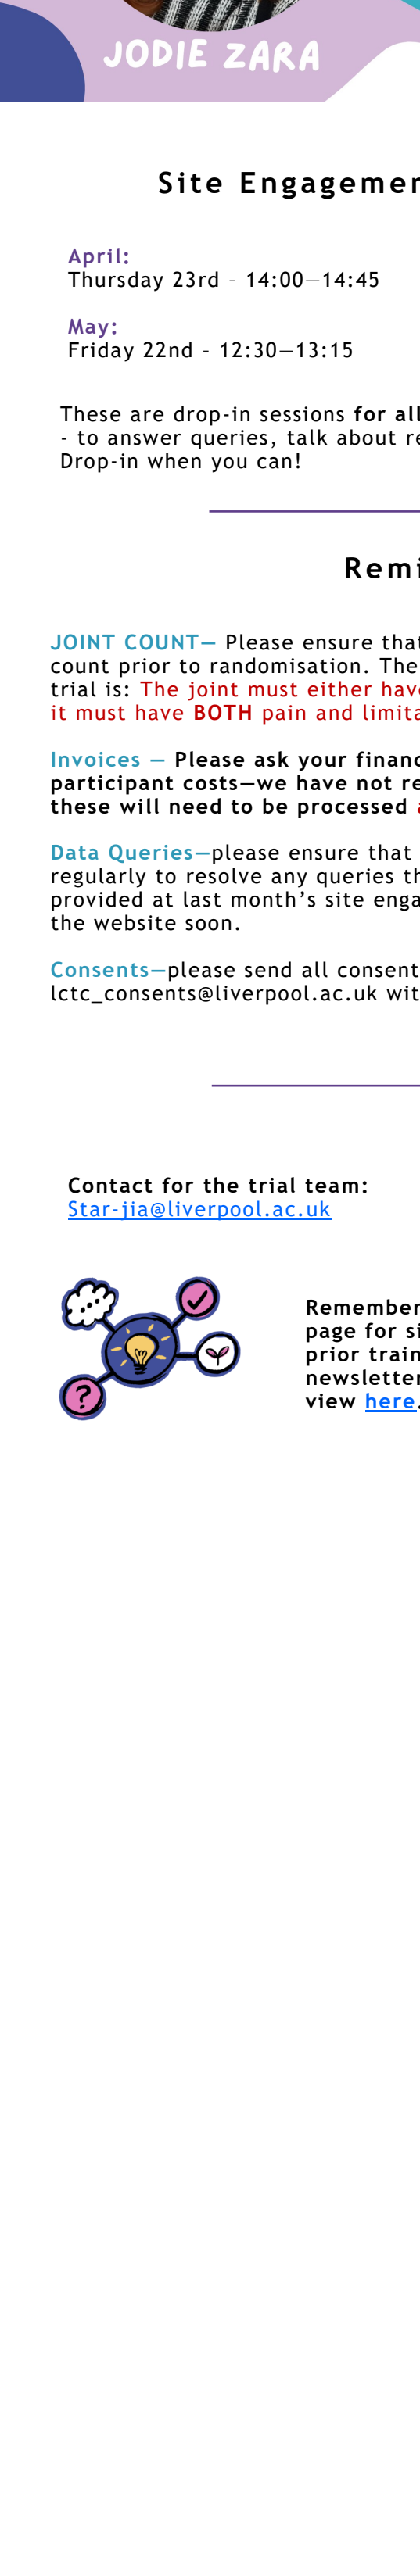 JODIE ZARA
Site Engagemen
April:
Thursday 23rd - 14:00—14:45
May:
Friday 22nd - 12:30—13:15
These are drop-in sessions for all
- to answer queries, talk about re
Drop-in when you can!
Remi
JOINT COUNT— Please ensure that
count prior to randomisation. The
trial is: The joint must either have
it must have BOTH pain and limita
Invoices — Please ask your financ
participant costs—we have not re
these will need to be processed a
Data Queries—please ensure that
regularly to resolve any queries th
provided at last month’s site enga
the website soon.
Consents—please send all consent
lctc_consents@liverpool.ac.uk wit
Contact for the trial team:
Star-jia@liverpool.ac.uk
Remember
page for si
prior train
newsletter
view here.
?